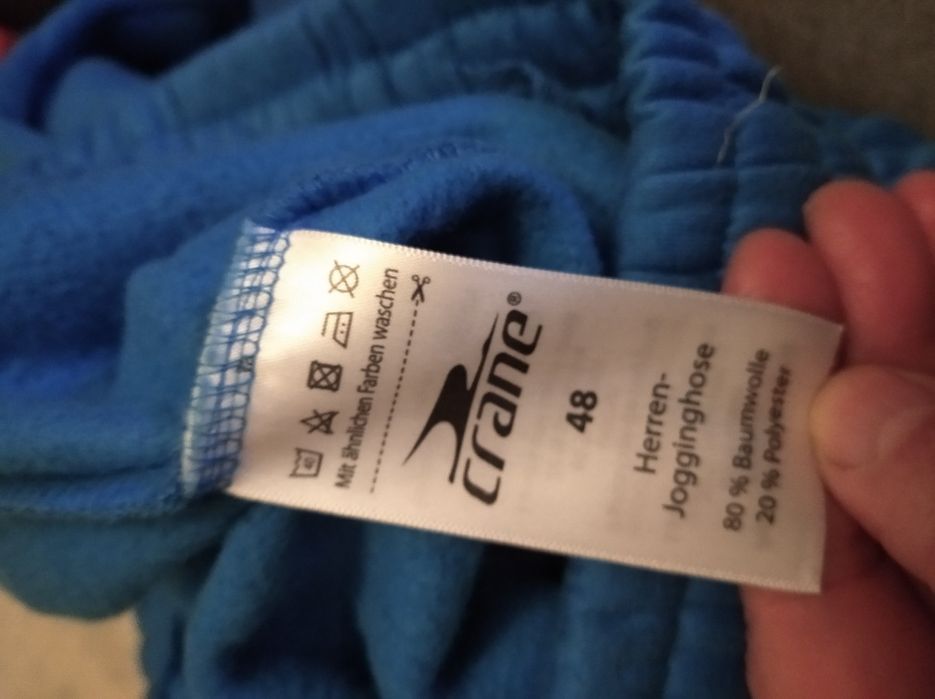 Mit ähnlichen Farben waschen
crane®
48
Herren-
Jogginghose
80 % Baumwolle
20 % Polyester